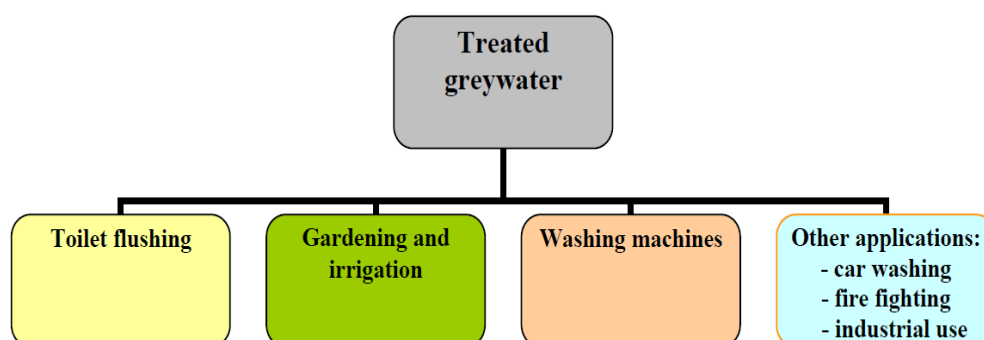 Treated
greywater
Toilet flushing
Gardening and
irrigation
Washing machines
Other applications:
- car washing
- fire fighting
- industrial use